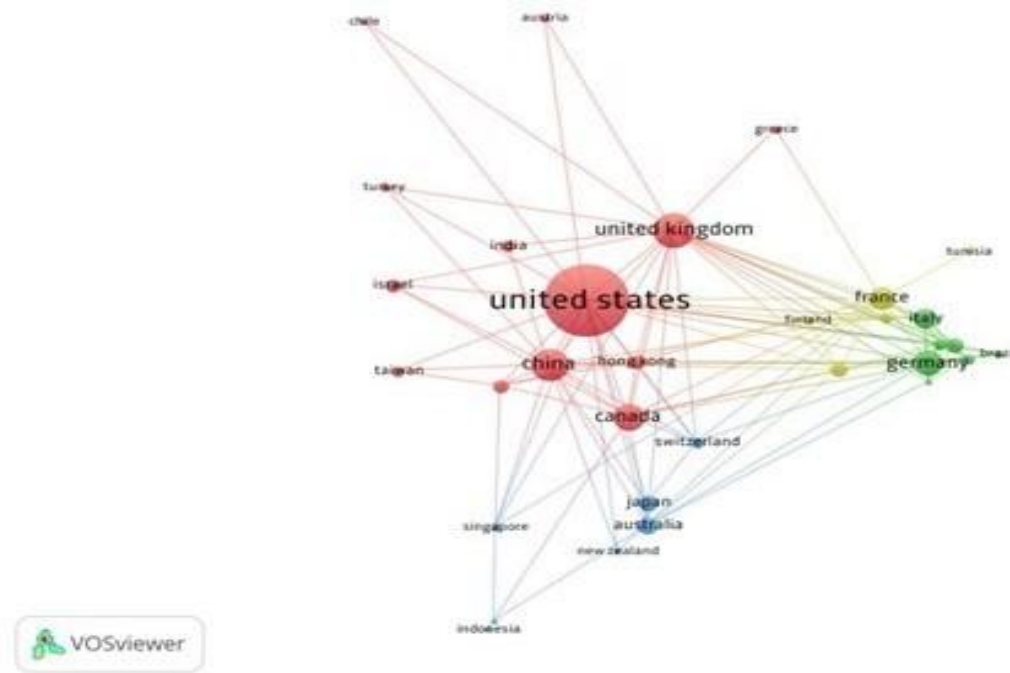 chile
austria
greece
turkey
united kingdom
india
tunisia
israel
united states
france
finland
italy
china
hong kong
germany
taiwan
canada
switzerland
japan
singapore
australia
new zealand
indonesia
VOSviewer